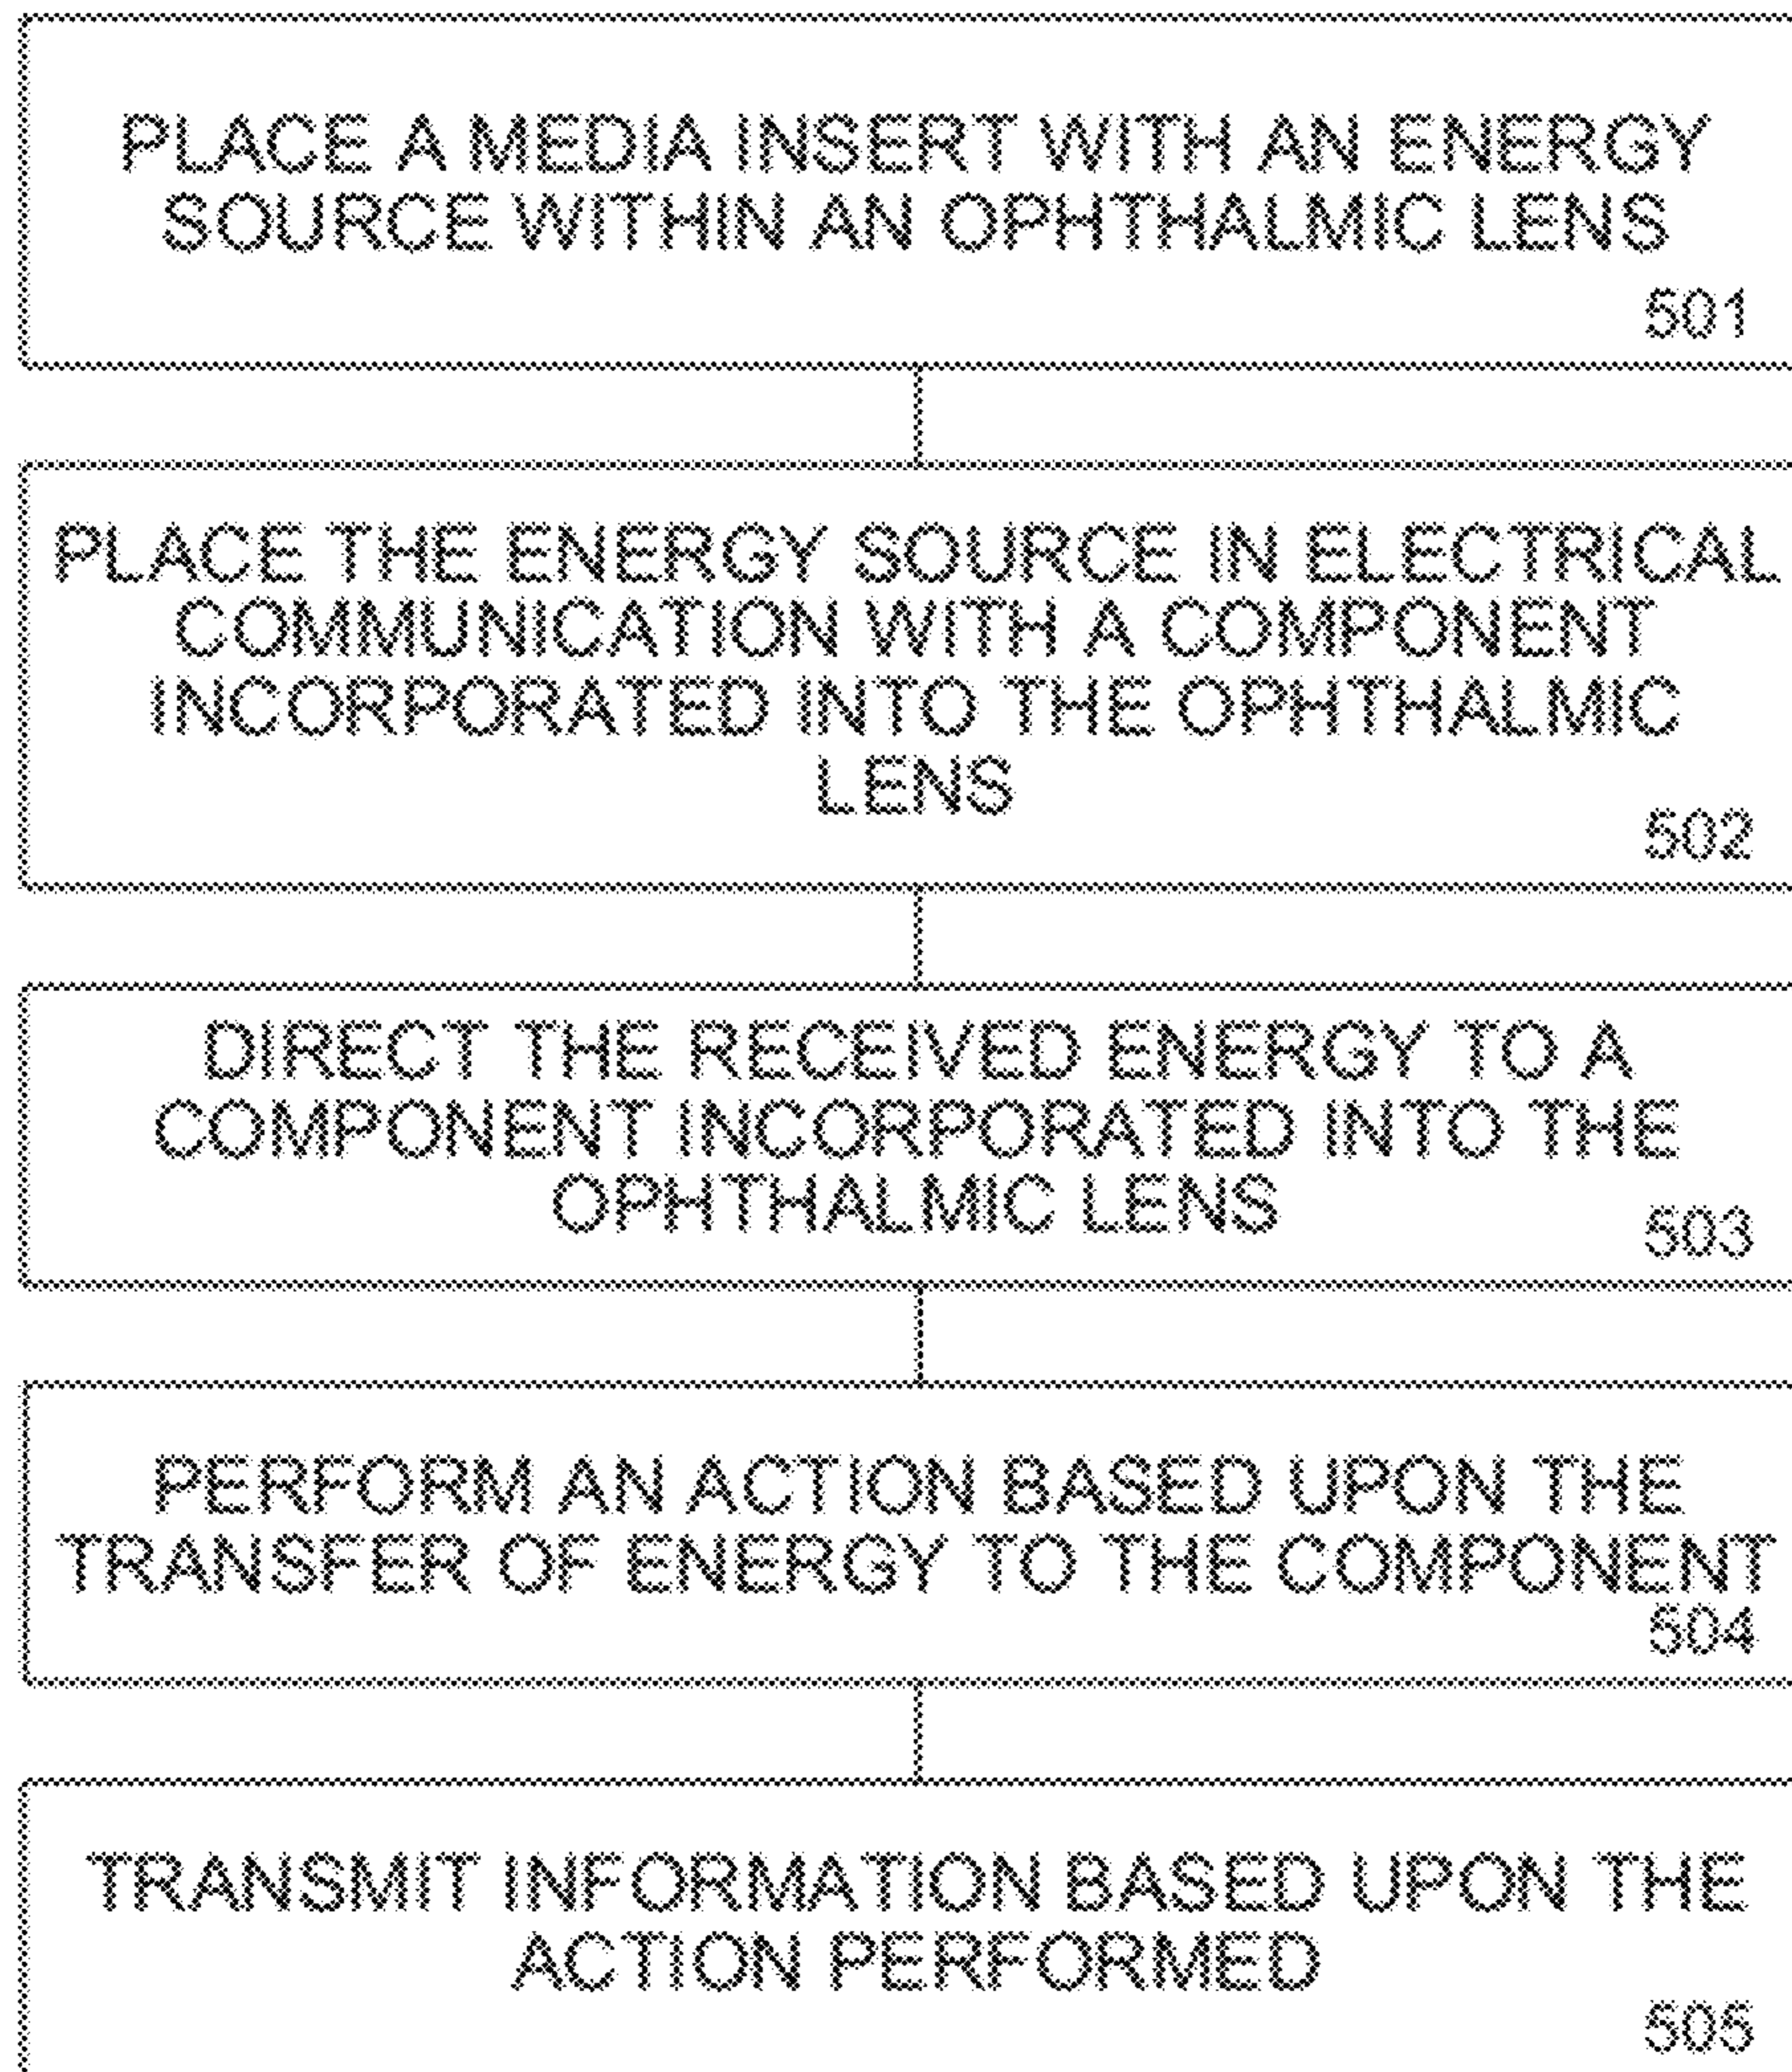 PLACE A MEDIA INSERT WITH AN ENERGY
SOURCE WITHIN AN OPHTHALMIC LENS
501
PLACE THE ENERGY SOURCE IN ELECTRICAL
COMMUNICATION WITH A COMPONENT
INCORPORATED INTO THE OPHTHALMIC
LENS
502
DIRECT THE RECEIVED ENERGY TO A
COMPONENT INCORPORATED INTO THE
OPHTHALMIC LENS
503
PERFORM AN ACTION BASED UPON THE
TRANSFER OF ENERGY TO THE COMPONENT
504
TRANSMIT INFORMATION BASED UPON THE
ACTION PERFORMED
505